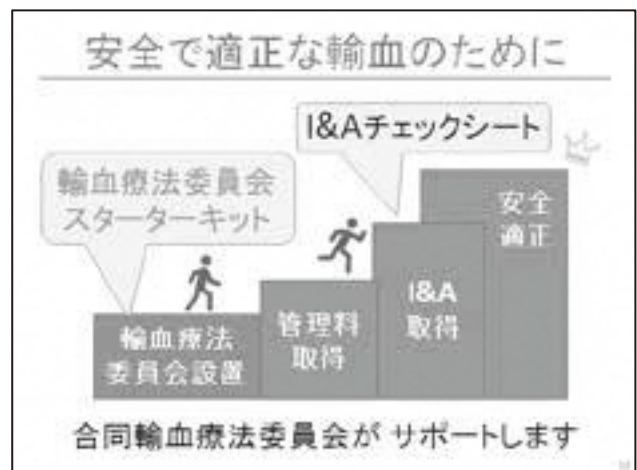 安全で適正な輸血のために
I&Aチェックシート
輸血療法委員会
スターターキット
安全
適正
I&A
取得
管理料
取得
輸血療法
委員会設置
合同輸血療法委員会が サポートします